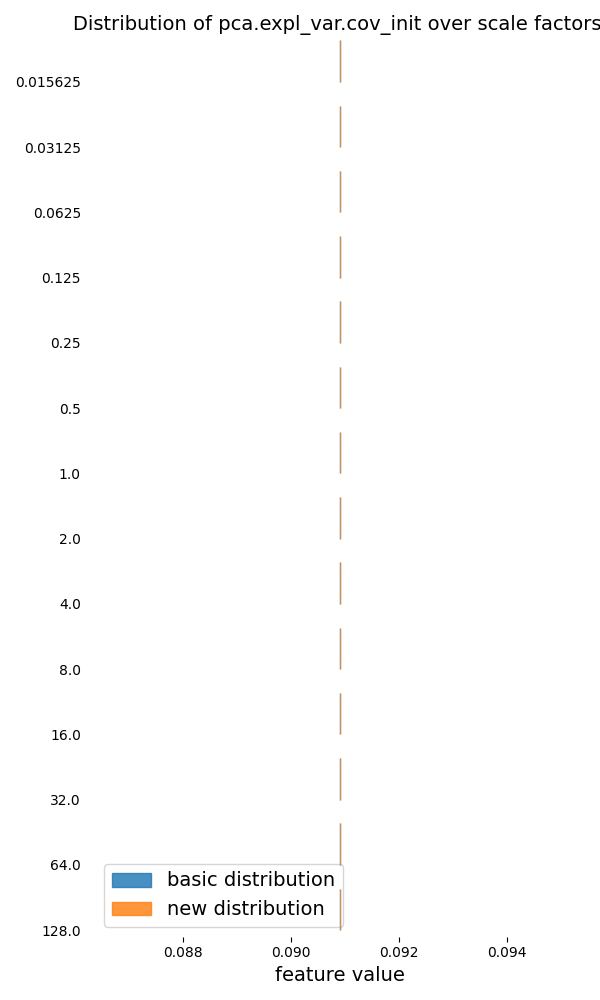 Distribution of pca.expl_var.cov_init over scale factors
0.015625
0.03125
0.0625
0.125
0.25
0.5
1.0
2.0
4.0
8.0
16.0
32.0
64.0
128.0
basic distribution
new distribution
0.088 0.090 0.092 0.094
feature value